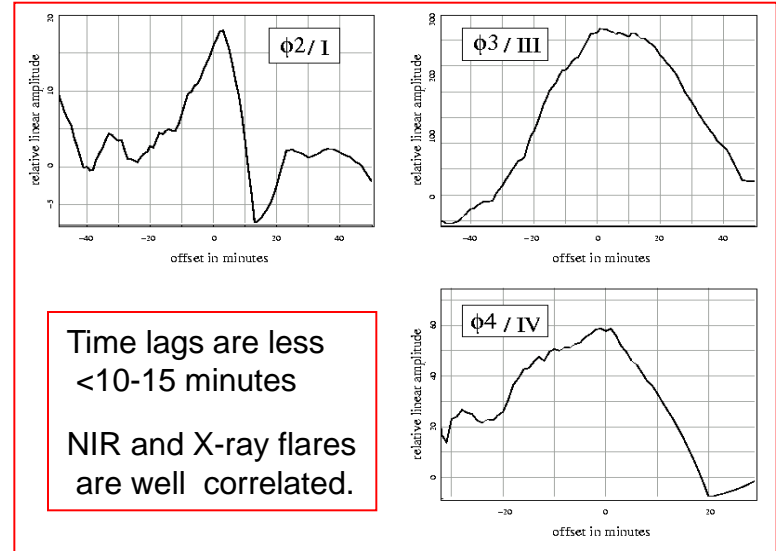 φ2/ I
20
10
0
−5
relative linear amplitude
−40 −20 0 20 40
offset in minutes
φ3/ III
300
200
100
0
relative linear amplitude
−40 −20 0 20 40
offset in minutes
Time lags are less
<10-15 minutes
NIR and X-ray flares
are well correlated.
φ4 / IV
40
20
0
relative linear amplitude
−20 0 20
offset in minutes